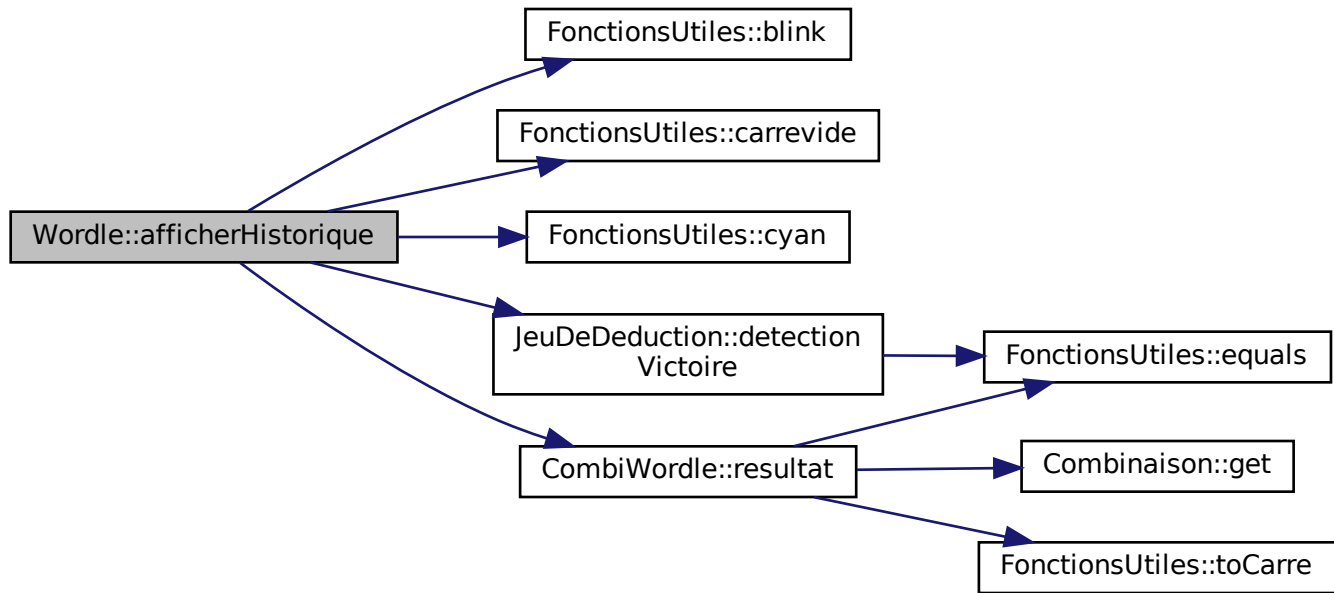 FonctionsUtiles::blink
FonctionsUtiles::carrevide
Wordle::afficherHistorique
FonctionsUtiles::cyan
JeuDeDeduction::detection
Victoire
FonctionsUtiles::equals
CombiWordle::resultat
Combinaison::get
FonctionsUtiles::toCarre